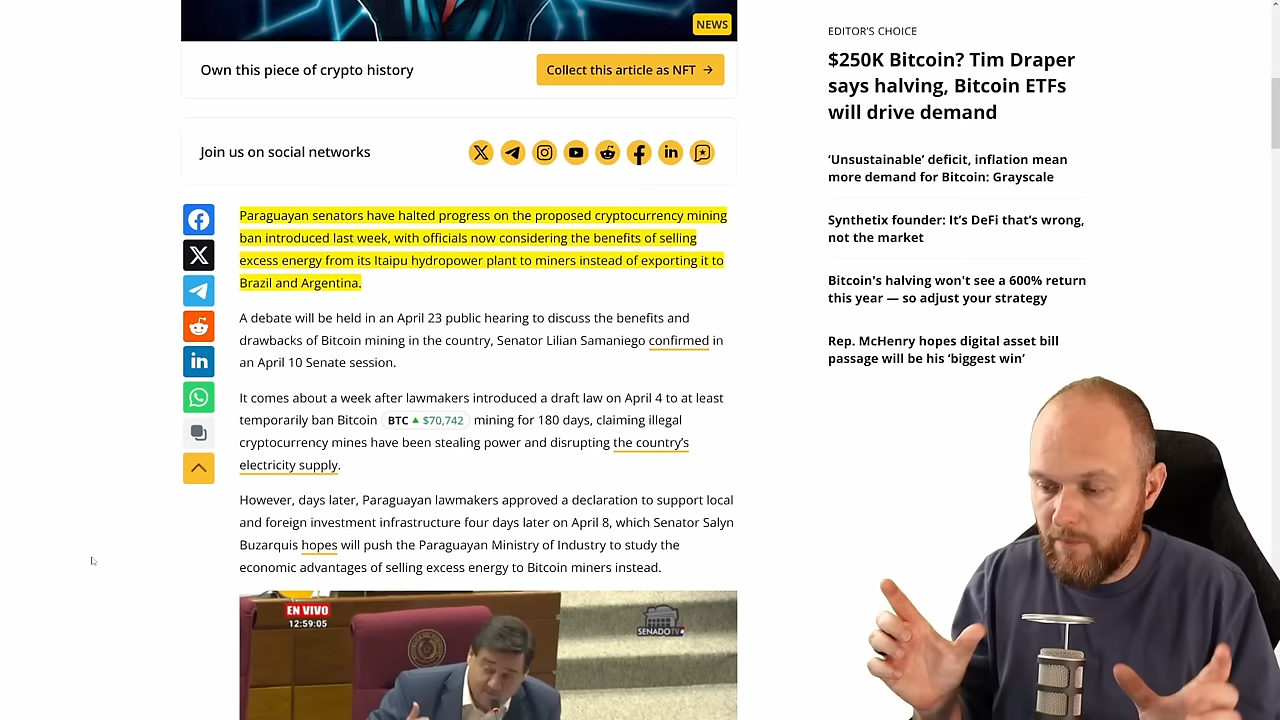 NEWS
Own this piece of crypto history
Collect this article as NFT →
Join us on social networks
Paraguayan senators have halted progress on the proposed cryptocurrency mining
ban introduced last week, with officials now considering the benefits of selling
excess energy from its Itaipu hydropower plant to miners instead of exporting it to
Brazil and Argentina.
A debate will be held in an April 23 public hearing to discuss the benefits and
drawbacks of Bitcoin mining in the country, Senator Lilian Samaniego confirmed in
an April 10 Senate session.
It comes about a week after lawmakers introduced a draft law on April 4 to at least
temporarily ban Bitcoin BTC ▲ $70,742 mining for 180 days, claiming illegal
cryptocurrency mines have been stealing power and disrupting the country's
electricity supply.
However, days later, Paraguayan lawmakers approved a declaration to support local
and foreign investment infrastructure four days later on April 8, which Senator Salyn
Buzarquis hopes will push the Paraguayan Ministry of Industry to study the
economic advantages of selling excess energy to Bitcoin miners instead.
EN VIVO
12:59:05
SENADOTV
EDITOR'S CHOICE
$250K Bitcoin? Tim Draper
says halving, Bitcoin ETFs
will drive demand
‘Unsustainable’ deficit, inflation mean
more demand for Bitcoin: Grayscale
Synthetix founder: It’s DeFi that’s wrong,
not the market
Bitcoin's halving won't see a 600% return
this year — so adjust your strategy
Rep. McHenry hopes digital asset bill
passage will be his ‘biggest win’